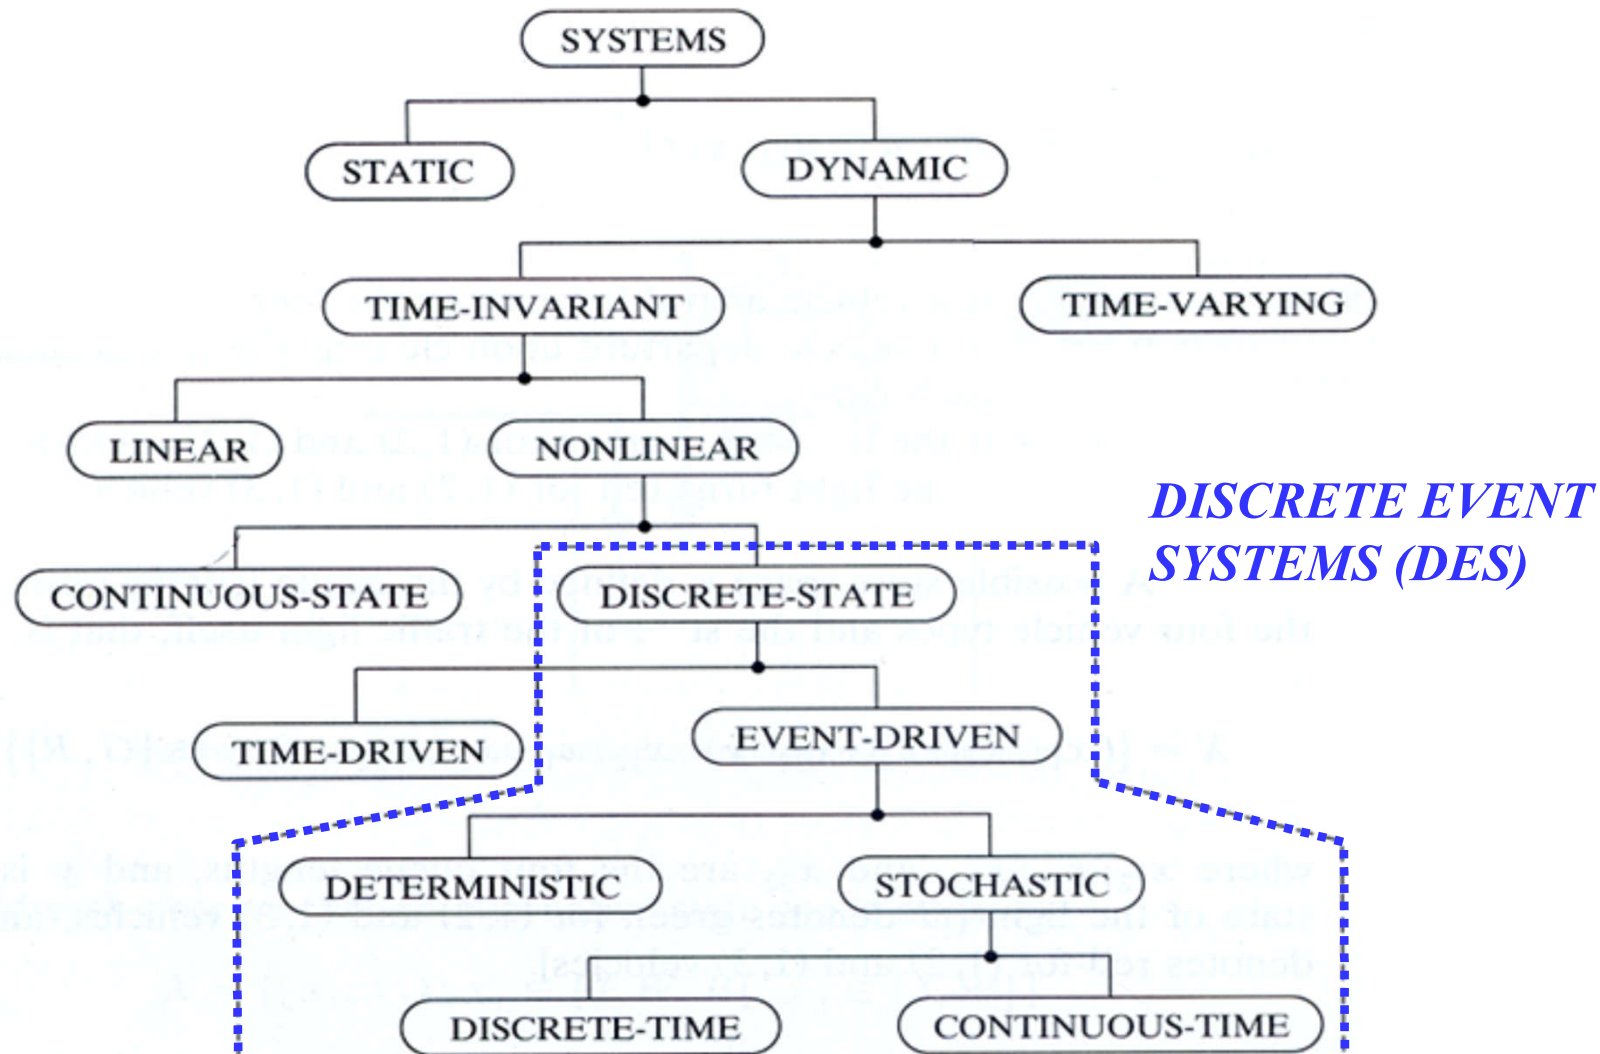 SYSTEMS
STATIC
DYNAMIC
TIME-INVARIANT
TIME-VARYING
LINEAR
NONLINEAR
DISCRETE EVENT
SYSTEMS (DES)
CONTINUOUS-STATE
DISCRETE-STATE
TIME-DRIVEN
EVENT-DRIVEN
DETERMINISTIC
STOCHASTIC
DISCRETE-TIME
CONTINUOUS-TIME